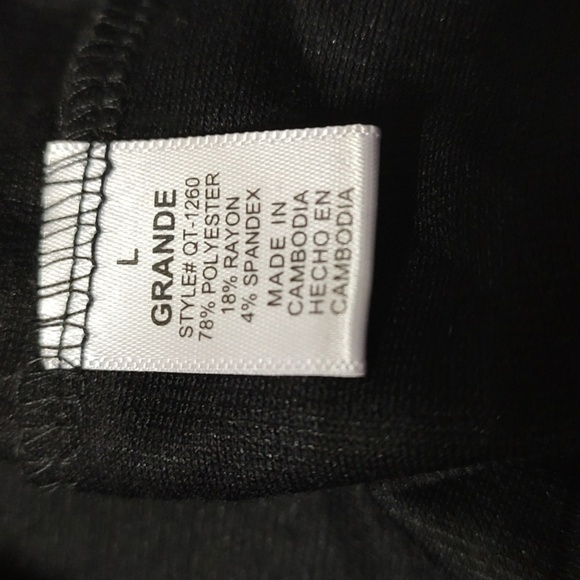 L
GRANDE
STYLE# QT-1260
78% POLYESTER
18% RAYON
4% SPANDEX
MADE IN
CAMBODIA
HECHO EN
CAMBODIA